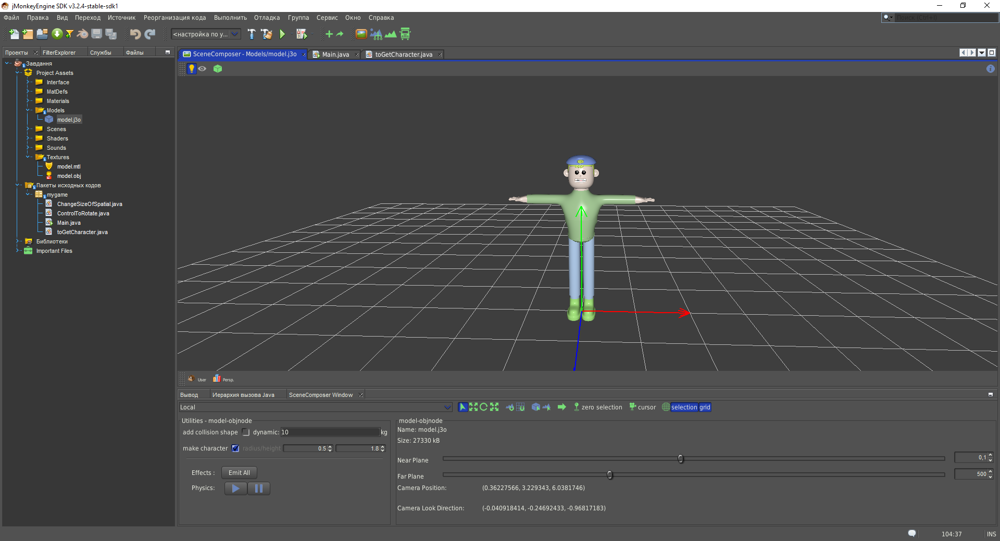 jMonkeyEngine SDK v3.2.4-stable-sdk1
Файл Правка Вид Переход Источник Реорганизация кода Выполнить Отладка Группа Сервис Окно Справка
Поиск (Ctrl+I)
<настройка по у...
Проекты FilterExplorer Службы Файлы
SceneComposer - Models/model.j3o Main.java toGetCharacter.java
Завдання
Project Assets
Interface
MatDefs
Materials
Models
model.j3o
Scenes
Shaders
Sounds
Textures
model.mtl
model.obj
Пакеты исходных кодов
mygame
ChangeSizeOfSpatial.java
ControlToRotate.java
Main.java
toGetCharacter.java
Библиотеки
Important Files
User Persp.
Вывод Иерархия вызова Java SceneComposer Window
Local
zero selection cursor selection grid
Utilities - model-objnode
add collision shape dynamic: 10 kg
make character radius/height 0.5 1.8
Effects : Emit All
Physics:
model-objnode
Name: model.j3o
Size: 27330 kB
Near Plane 0,1
Far Plane 500
Camera Position: (0.36227566, 3.229343, 6.0381746)
Camera Look Direction: (-0.040918414, -0.24692433, -0.96817183)
104:37 INS